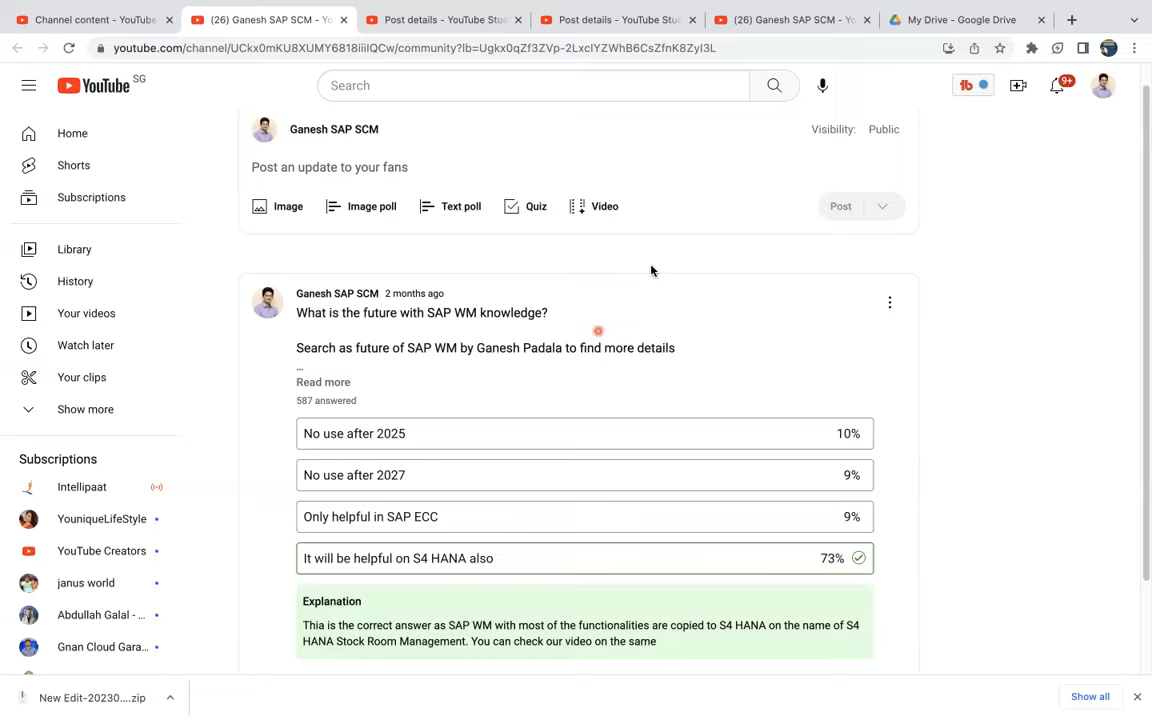 Channel content - YouTube
(26) Ganesh SAP SCM - Yo
Post details - YouTube Stu
Post details - YouTube Stu
(26) Ganesh SAP SCM - Yo
My Drive - Google Drive
youtube.com/channel/UCkx0mKU8XUMY6818iiiIQCw/community?lb=Ugkx0qZf3ZVp-2LxcIYZWhB6CsZfnK8ZyI3L
YouTube SG
Search
9+
Home
Shorts
Subscriptions
Library
History
Your videos
Watch later
Your clips
Show more
Subscriptions
Intellipaat
YouniqueLifeStyle
YouTube Creators
janus world
Abdullah Galal - ...
Gnan Cloud Gara...
Ganesh SAP SCM
Visibility: Public
Post an update to your fans
Image Image poll Text poll Quiz Video
Post
Ganesh SAP SCM 2 months ago
What is the future with SAP WM knowledge?
Search as future of SAP WM by Ganesh Padala to find more details
...
Read more
587 answered
No use after 2025 10%
No use after 2027 9%
Only helpful in SAP ECC 9%
It will be helpful on S4 HANA also 73%
Explanation
Thia is the correct answer as SAP WM with most of the functionalities are copied to S4 HANA on the name of S4
HANA Stock Room Management. You can check our video on the same
New Edit-20230....zip
Show all